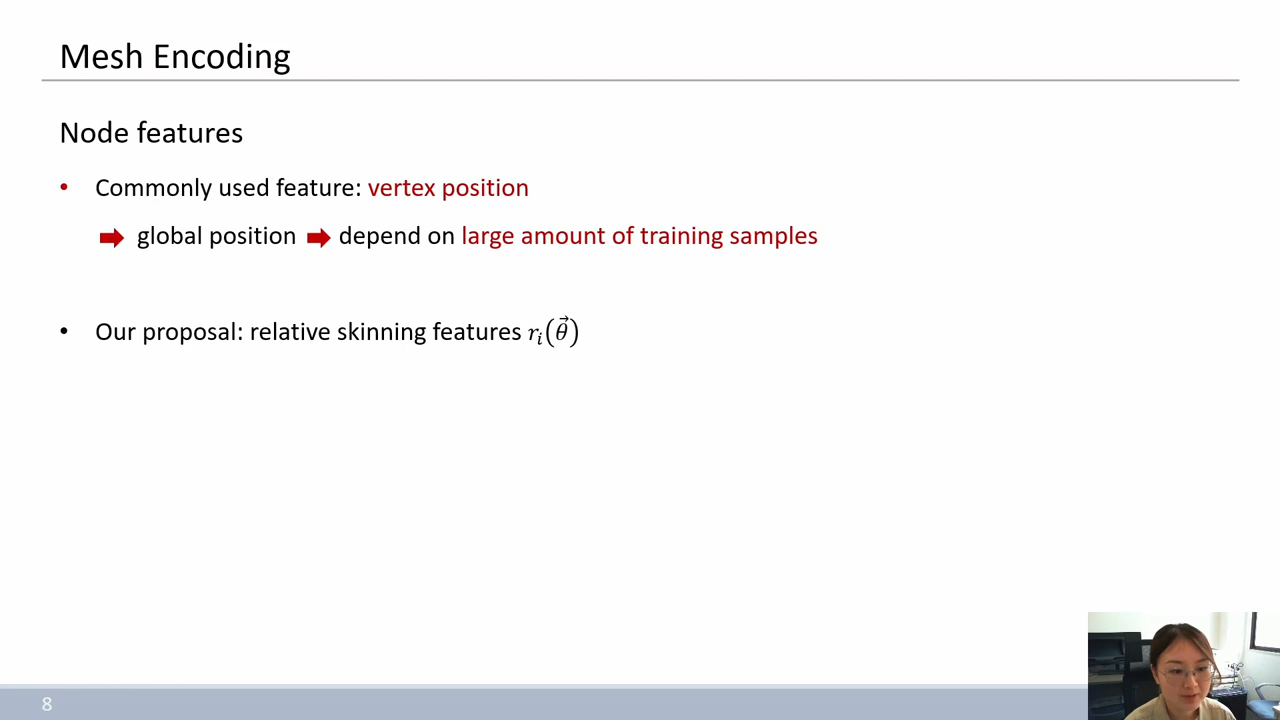 Mesh Encoding
Node features
• Commonly used feature: vertex position
global position depend on large amount of training samples
• Our proposal: relative skinning features $r_i(\vec{\theta})$
8